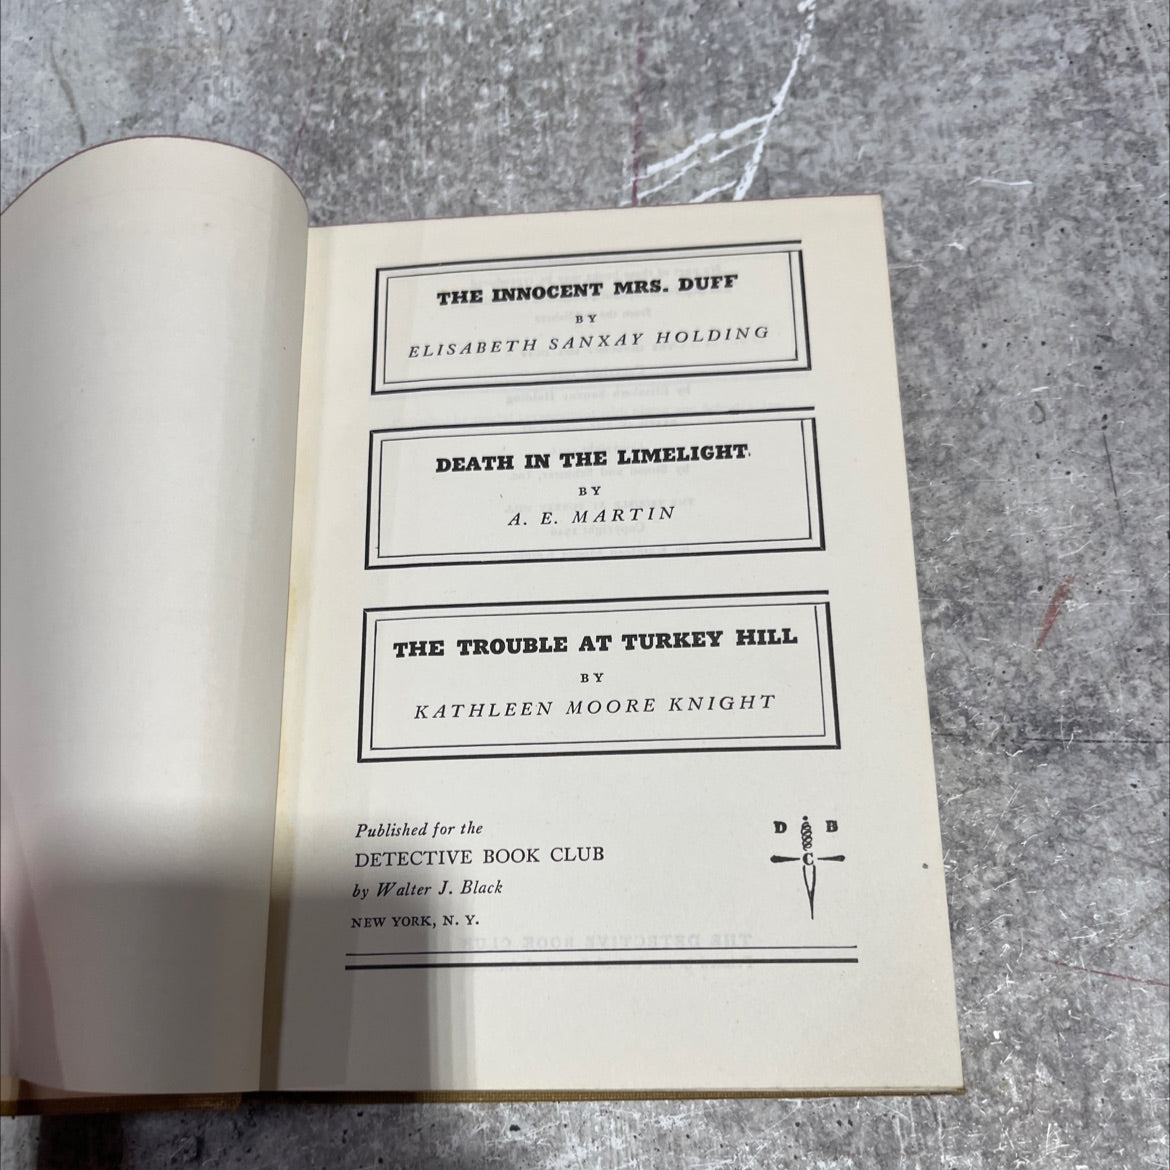 THE INNOCENT MRS. DUFF
BY
ELISABETH SANXAY HOLDING
DEATH IN THE LIMELIGHT
BY
A. E. MARTIN
THE TROUBLE AT TURKEY HILL
BY
KATHLEEN MOORE KNIGHT
Published for the
DETECTIVE BOOK CLUB
by Walter J. Black
NEW YORK, N. Y.
D B
C